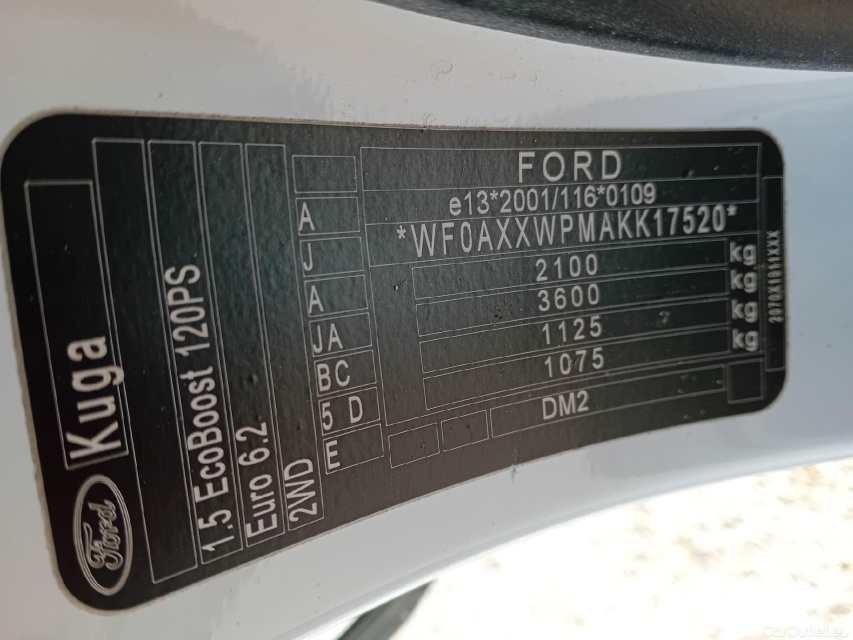 FORD
e13*2001/116*0109
*WF0AXXWPMAKK17520*
2100 kg
3600 kg
1125 kg
1075 kg
DM2
A
J
A
JA
BC
5 D
E
Ford
Kuga
1.5 EcoBoost 120PS
Euro 6.2
2WD
CarOutlet.eu